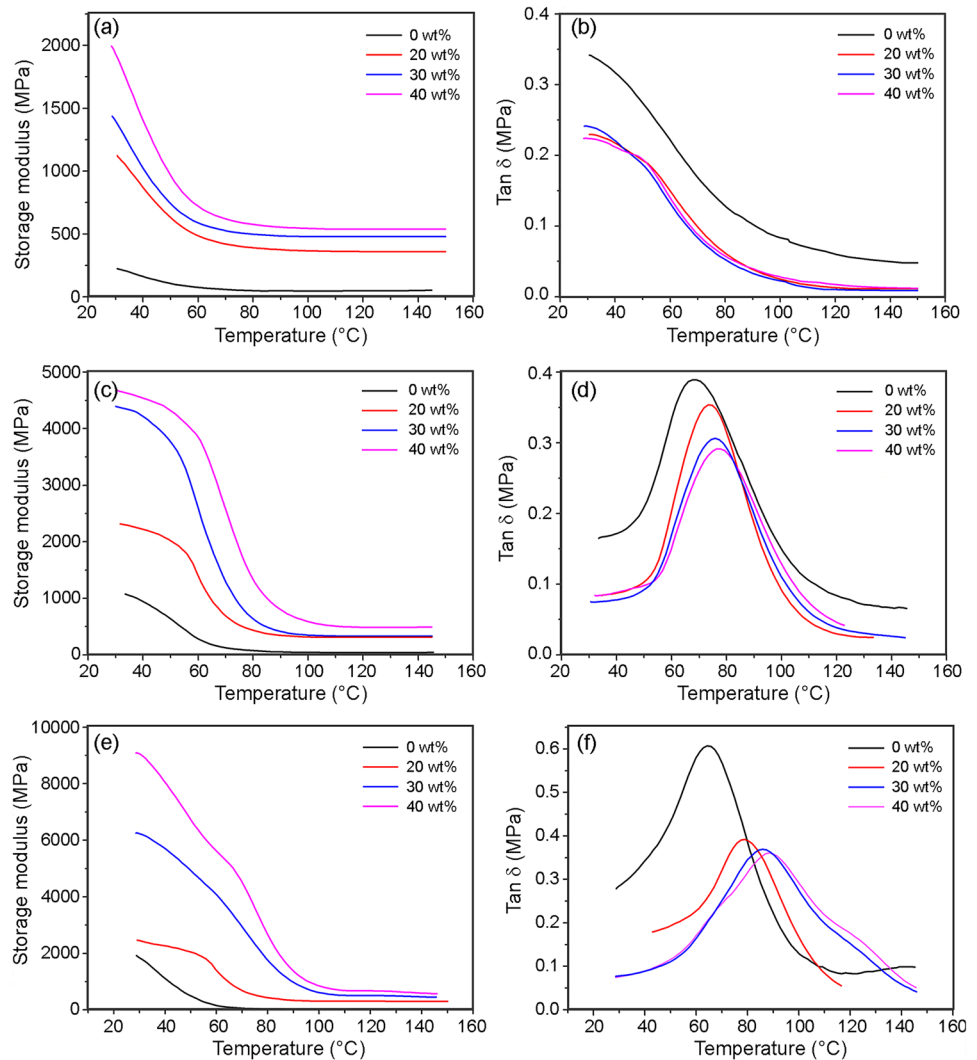 (a)
0 wt%
20 wt%
30 wt%
40 wt%
Storage modulus (MPa)
2000
1500
1000
500
0
20 40 60 80 100 120 140 160
Temperature (°C)
(b)
0 wt%
20 wt%
30 wt%
40 wt%
Tan δ (MPa)
0.4
0.3
0.2
0.1
0.0
20 40 60 80 100 120 140 160
Temperature (°C)
(c)
0 wt%
20 wt%
30 wt%
40 wt%
Storage modulus (MPa)
5000
4000
3000
2000
1000
0
20 40 60 80 100 120 140 160
Temperature (°C)
(d)
0 wt%
20 wt%
30 wt%
40 wt%
Tan δ (MPa)
0.4
0.3
0.2
0.1
0.0
20 40 60 80 100 120 140 160
Temperature (°C)
(e)
0 wt%
20 wt%
30 wt%
40 wt%
Storage modulus (MPa)
10000
8000
6000
4000
2000
0
20 40 60 80 100 120 140 160
Temperature (°C)
(f)
0 wt%
20 wt%
30 wt%
40 wt%
Tan δ (MPa)
0.6
0.5
0.4
0.3
0.2
0.1
0.0
20 40 60 80 100 120 140 160
Temperature (°C)